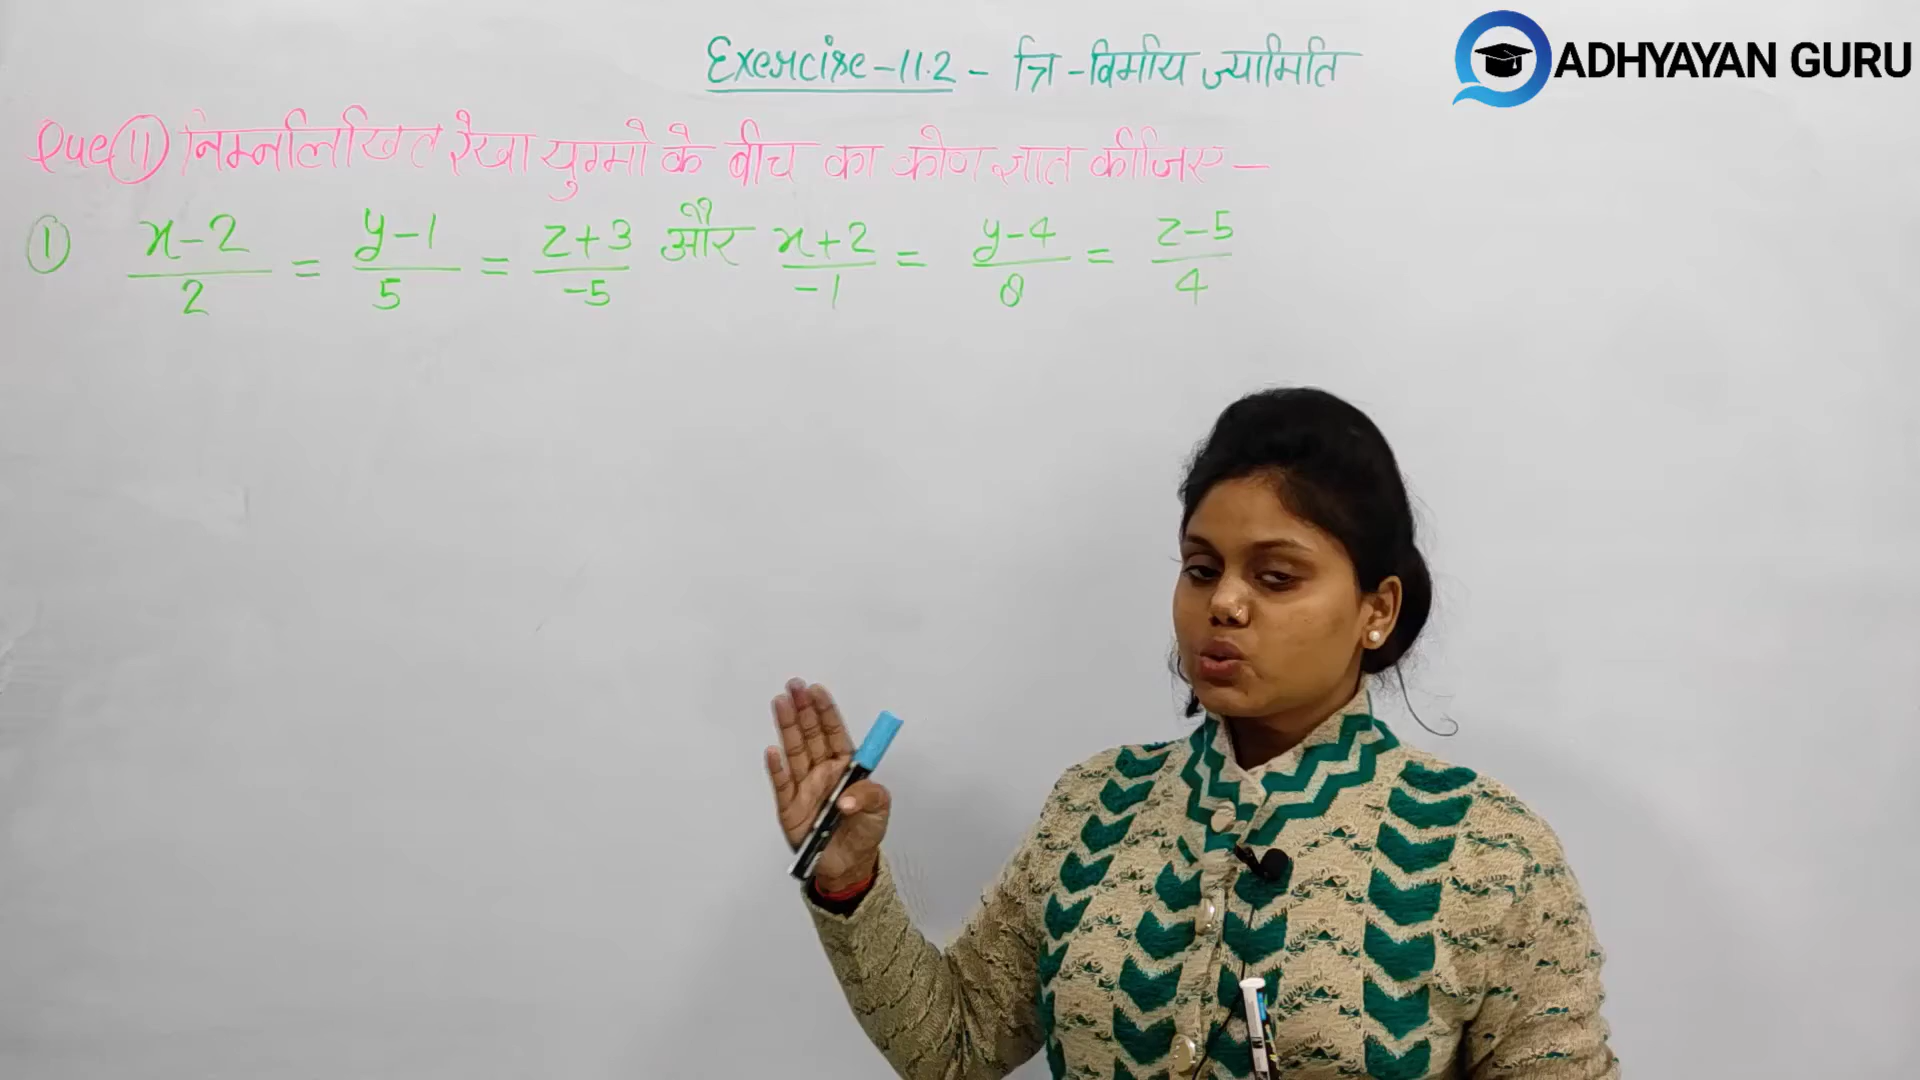 ADHYAYAN GURU
Exercise-11.2 - त्रि-विमीय ज्यामिति
Que 11) निम्नलिखित रेखा युग्मो के बीच का कोण ज्ञात कीजिए-
① x-2/2 = y-1/5 = z+3/-5 और x+2/-1 = y-4/8 = z-5/4